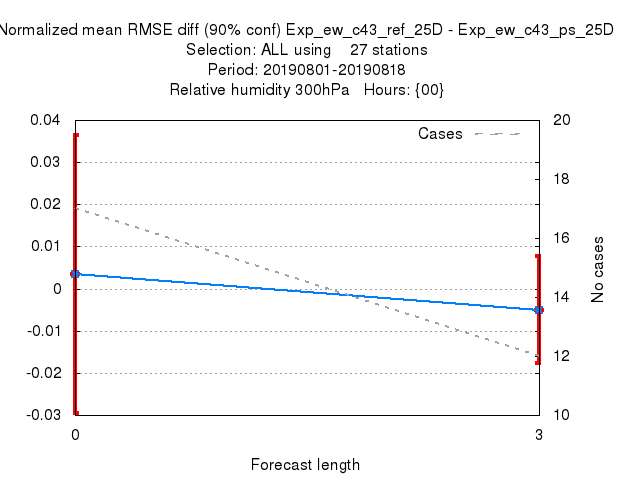 Normalized mean RMSE diff (90% conf) Exp_ew_c43_ref_25D - Exp_ew_c43_ps_25D
Selection: ALL using 27 stations
Period: 20190801-20190818
Relative humidity 300hPa Hours: {00}
0.04 20
Cases
0.03
18
0.02
16
0.01
0 14
-0.01
12
-0.02
-0.03 10
No cases
0 3
Forecast length